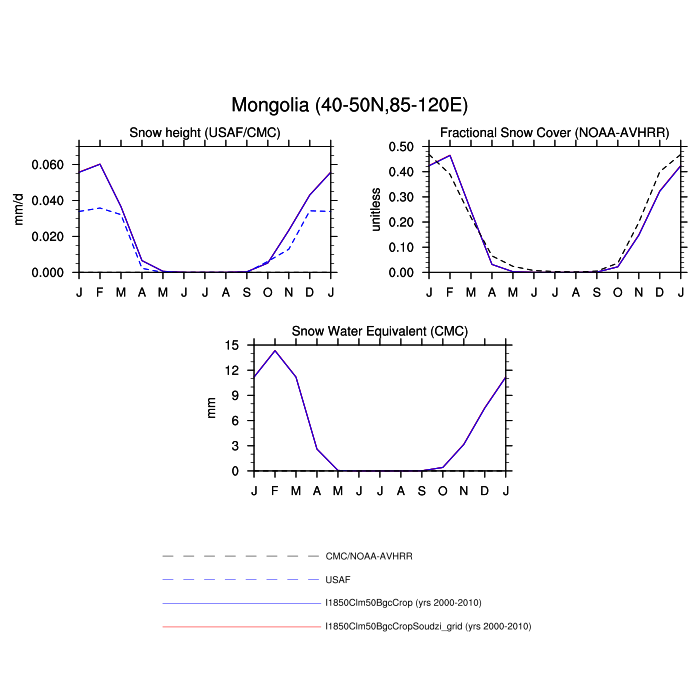 Mongolia (40-50N,85-120E)
Snow height (USAF/CMC)
Fractional Snow Cover (NOAA-AVHRR)
mm/d
0.060
0.040
0.020
0.000
J F M A M J J A S O N D J
unitless
0.50
0.40
0.30
0.20
0.10
0.00
J F M A M J J A S O N D J
Snow Water Equivalent (CMC)
mm
15
12
9
6
3
0
J F M A M J J A S O N D J
CMC/NOAA-AVHRR
USAF
I1850Clm50BgcCrop (yrs 2000-2010)
I1850Clm50BgcCropSoudzi_grid (yrs 2000-2010)